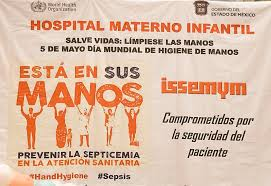 World Health
Organization
GOBIERNO DEL
ESTADO DE MÉXICO
HOSPITAL MATERNO INFANTIL
SALVE VIDAS: LÍMPIESE LAS MANOS
5 DE MAYO DÍA MUNDIAL DE HIGIENE DE MANOS
ESTÁ EN SUS
MANOS
PREVENIR LA SEPTICEMIA
EN LA ATENCIÓN SANITARIA
#HandHygiene #Sepsis
issemym
Comprometidos por
la seguridad del
paciente